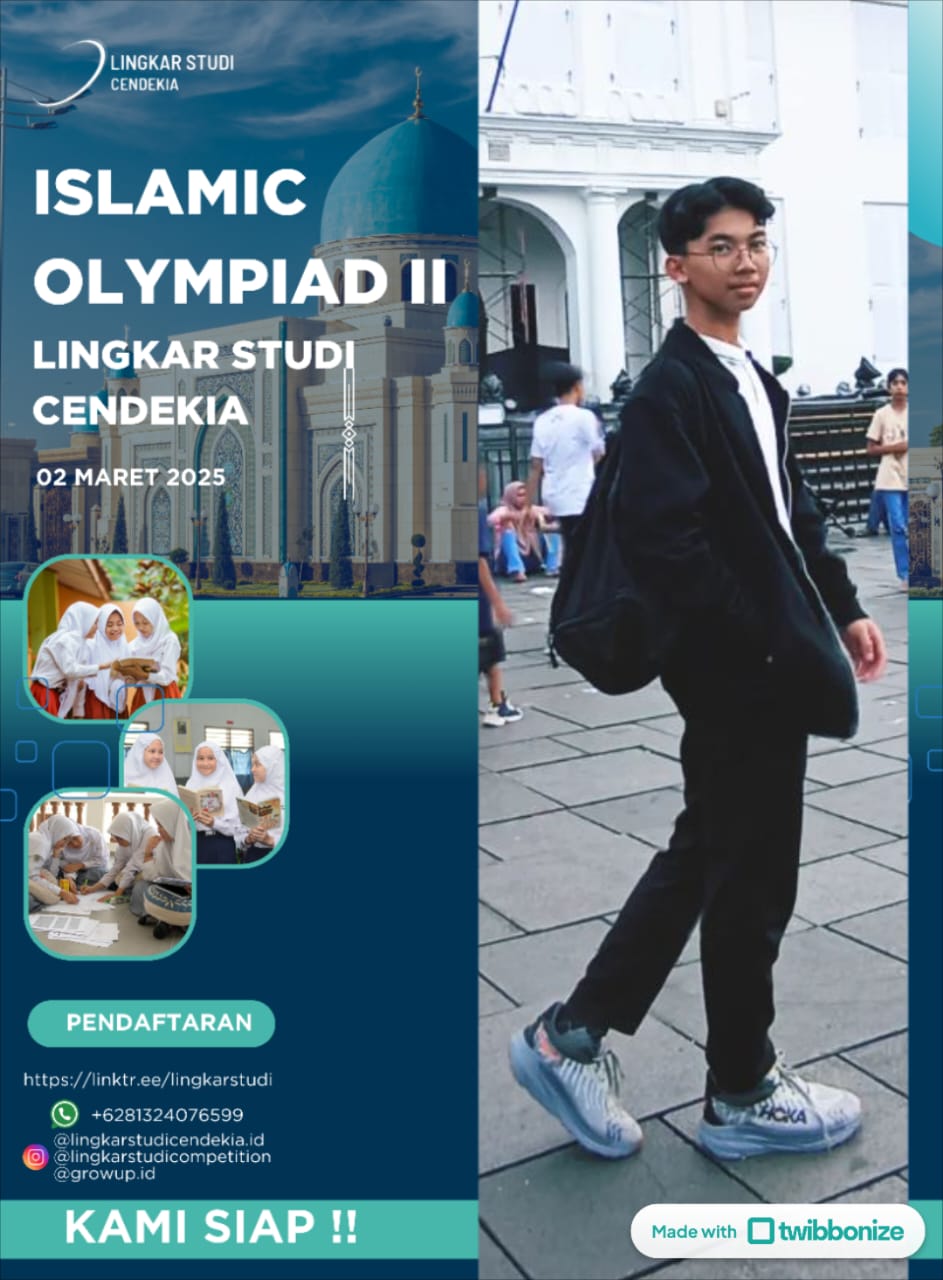 LINGKAR STUDI
CENDEKIA
ISLAMIC
OLYMPIAD II
LINGKAR STUDI
CENDEKIA
02 MARET 2025
PENDAFTARAN
https://linktr.ee/lingkarstudi
+6281324076599
@lingkarstudicendekia.id
@lingkarstudicompetition
@growup.id
HOKA
KAMI SIAP !!
Made with twibbonize